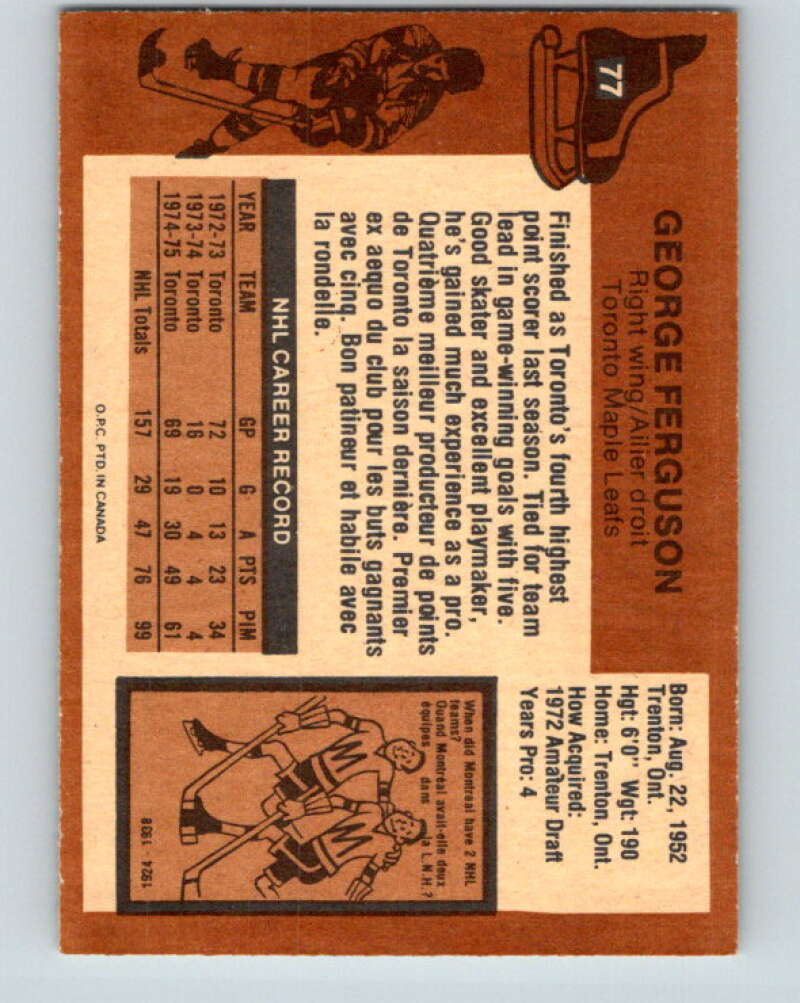 77
GEORGE FERGUSON
Right wing/Ailier droit
Toronto Maple Leafs
Born: Aug. 22, 1952
Trenton, Ont.
Hgt: 6'0" Wgt: 190
Home: Trenton, Ont.
How Acquired:
1972 Amateur Draft
Years Pro: 4
Finished as Toronto's fourth highest
point scorer last season. Tied for team
lead in game-winning goals with five.
Good skater and excellent playmaker,
he's gained much experience as a pro.
Quatrième meilleur producteur de points
de Toronto la saison dernière. Premier
ex aequo du club pour les buts gagnants
avec cinq. Bon patineur et habile avec
la rondelle.
NHL CAREER RECORD
YEAR TEAM GP G A PTS PIM
1972-73 Toronto 72 10 13 23 34
1973-74 Toronto 16 0 4 4 4
1974-75 Toronto 69 19 30 49 61
NHL Totals 157 29 47 76 99
O.P.C. PTD. IN CANADA
When did Montreal have 2 NHL
teams?
Quand Montréal avait-elle deux
équipes dans la L.N.H.?